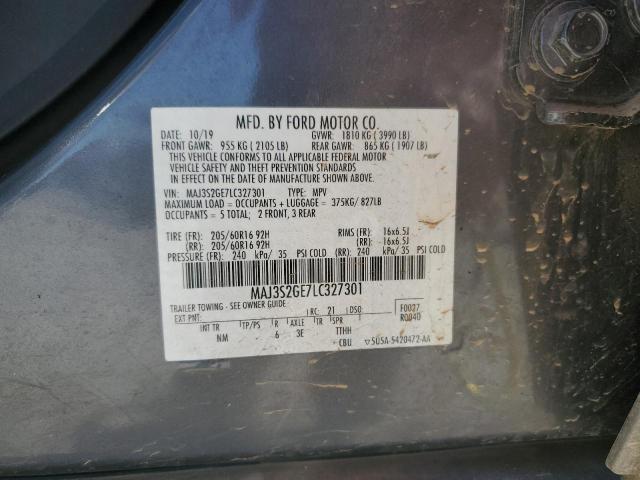 MFD. BY FORD MOTOR CO.
10/19 GVWR: 1810 KG ( 3990 LB)
FRONT GAWR: 955 KG ( 2105 LB) REAR GAWR: 865 KG ( 1907 LB)
THIS VEHICLE CONFORMS TO ALL APPLICABLE FEDERAL MOTOR
VEHICLE SAFETY AND THEFT PREVENTION STANDARDS
IN EFFECT ON THE DATE OF MANUFACTURE SHOWN ABOVE.
VIN: MAJ3S2GE7LC327301 TYPE: MPV
MAXIMUM LOAD = OCCUPANTS + LUGGAGE = 375KG/ 827LB
OCCUPANTS = 5 TOTAL; 2 FRONT, 3 REAR
TIRE (FR): 205/60R16 92H RIMS (FR): 16x6.5J
(RR): 205/60R16 92H (RR): 16x6.5J
PRESSURE (FR): 240 kPa/ 35 PSI COLD (RR): 240 kPa/ 35 PSI COLD
MAJ3S2GE7LC327301
TRAILER TOWING - SEE OWNER GUIDE
EXT PNT: RC: 21 DSO: F0027
R0040
INT TR TP/PS R AXLE TR SPR
NM 6 3E TTHH
CBU